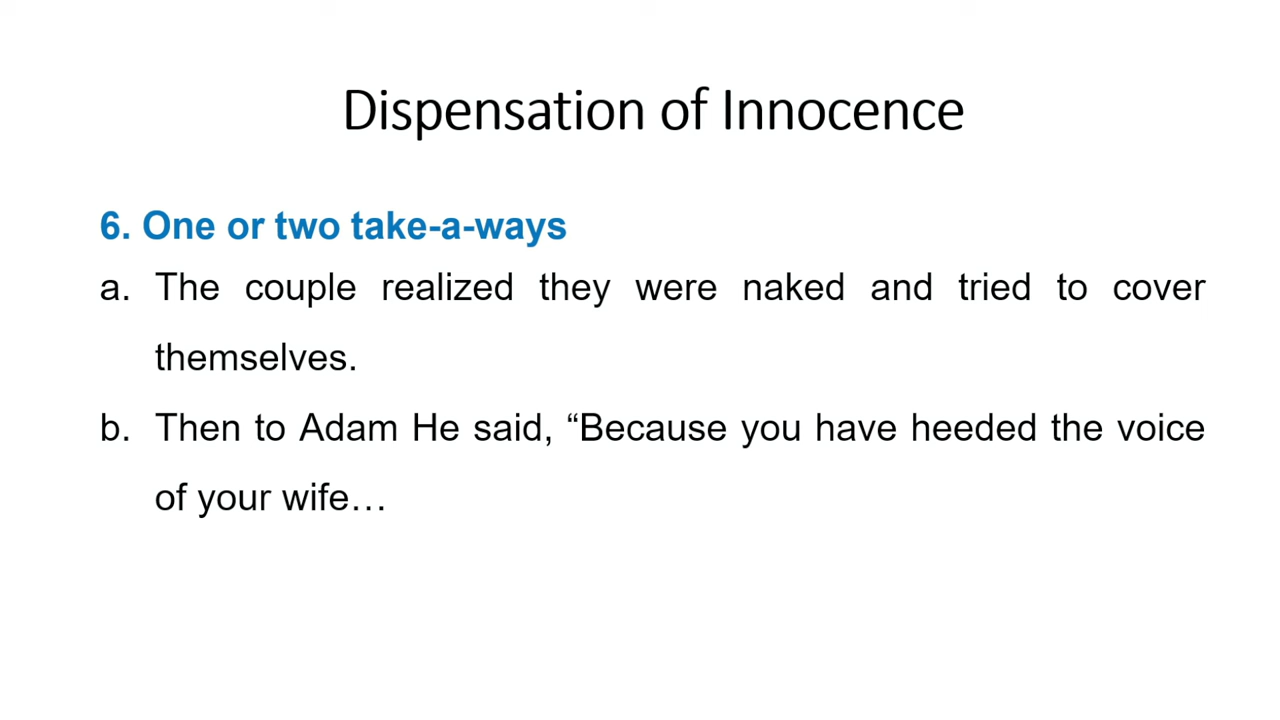 Dispensation of Innocence
6. One or two take-a-ways
a. The couple realized they were naked and tried to cover
themselves.
b. Then to Adam He said, “Because you have heeded the voice
of your wife…